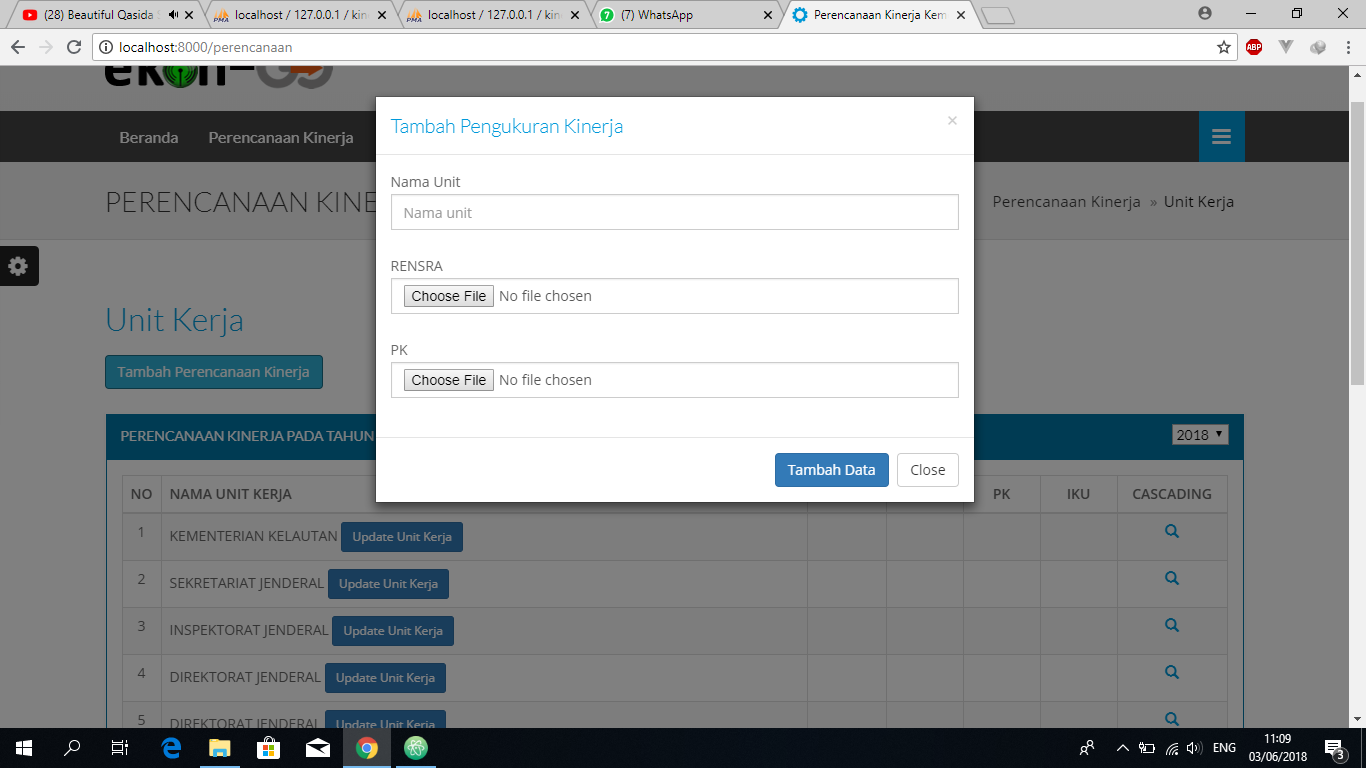 (28) Beautiful Qasida
localhost / 127.0.0.1 / kin
localhost / 127.0.0.1 / kin
(7) WhatsApp
Perencanaan Kinerja Kem
localhost:8000/perencanaan
ABP
Tambah Pengukuran Kinerja ×
Beranda Perencanaan Kinerja
Nama Unit
PERENCANAAN KINE
Perencanaan Kinerja » Unit Kerja
Nama unit
RENSRA
Choose File No file chosen
Unit Kerja
PK
Tambah Perencanaan Kinerja
Choose File No file chosen
PERENCANAAN KINERJA PADA TAHUN
2018
Tambah Data Close
NO NAMA UNIT KERJA PK IKU CASCADING
1 KEMENTERIAN KELAUTAN Update Unit Kerja
2 SEKRETARIAT JENDERAL Update Unit Kerja
3 INSPEKTORAT JENDERAL Update Unit Kerja
4 DIREKTORAT JENDERAL Update Unit Kerja
5 DIREKTORAT JENDERAL Update Unit Kerja
ENG
11:09
03/06/2018
3